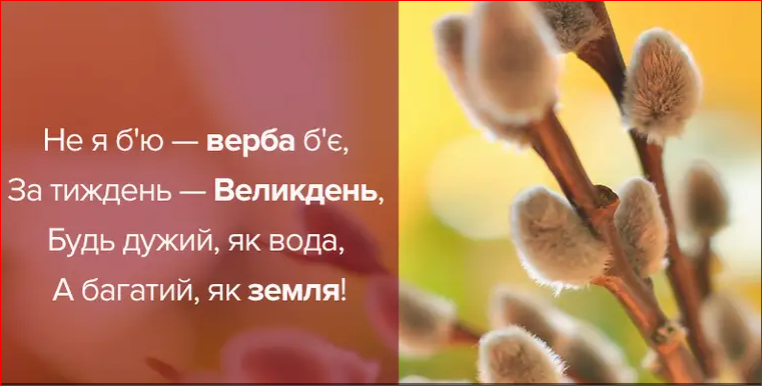 Не я б'ю — верба б'є,
За тиждень — Великдень,
Будь дужий, як вода,
А багатий, як земля!